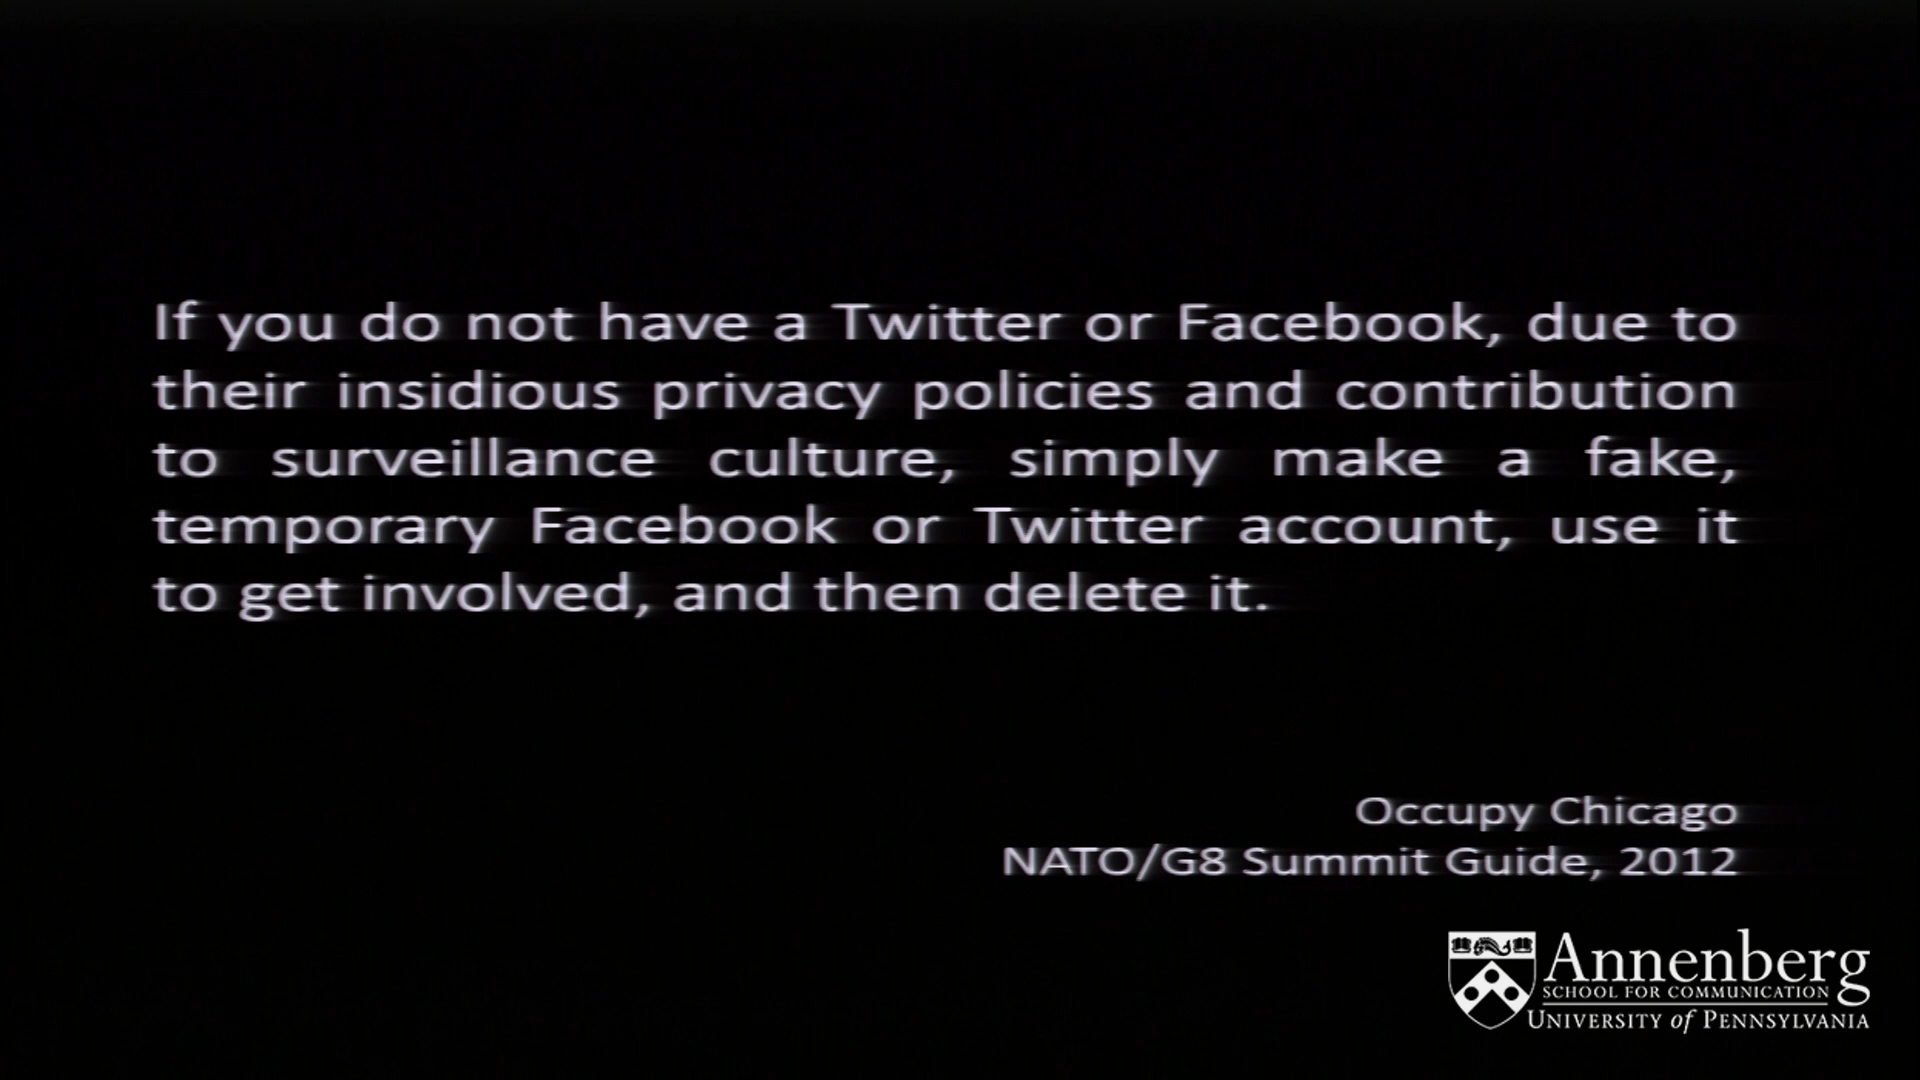 If you do not have a Twitter or Facebook, due to
their insidious privacy policies and contribution
to surveillance culture, simply make a fake,
temporary Facebook or Twitter account, use it
to get involved, and then delete it.
Occupy Chicago
NATO/G8 Summit Guide, 2012
Annenberg
SCHOOL FOR COMMUNICATION
UNIVERSITY of PENNSYLVANIA